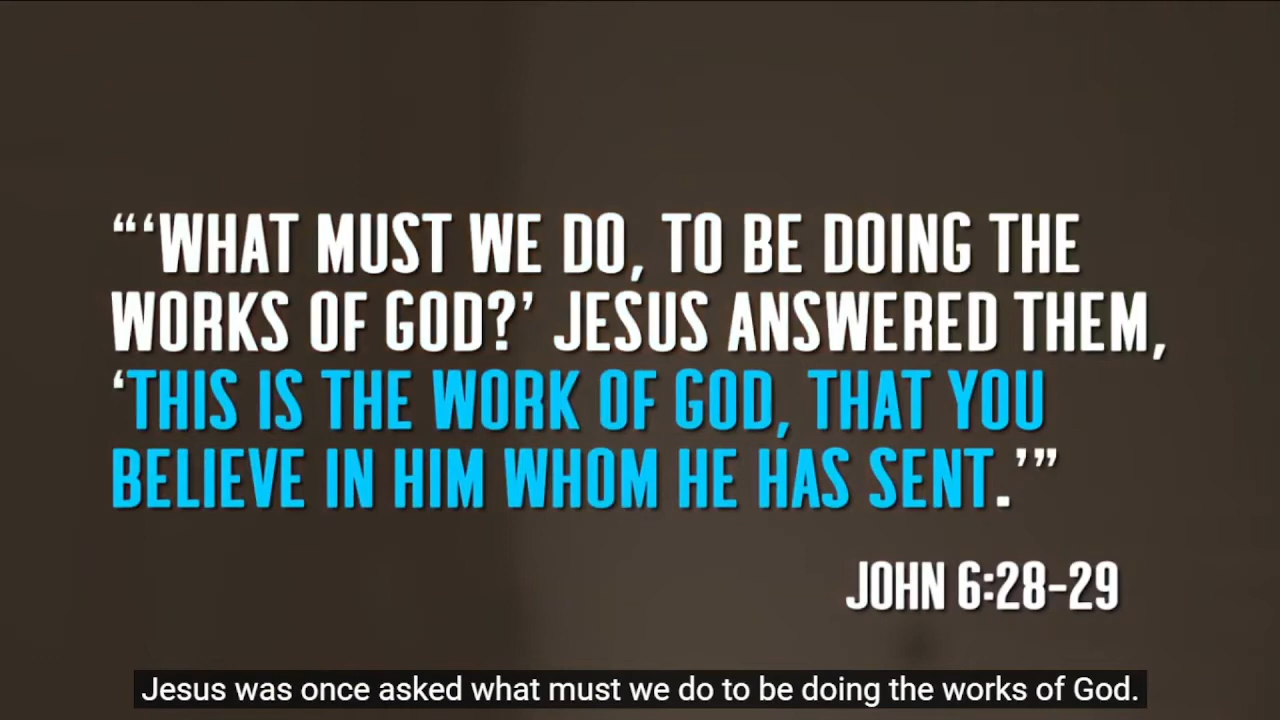 “‘WHAT MUST WE DO, TO BE DOING THE
WORKS OF GOD?’ JESUS ANSWERED THEM,
‘THIS IS THE WORK OF GOD, THAT YOU
BELIEVE IN HIM WHOM HE HAS SENT.’”
JOHN 6:28-29
Jesus was once asked what must we do to be doing the works of God.